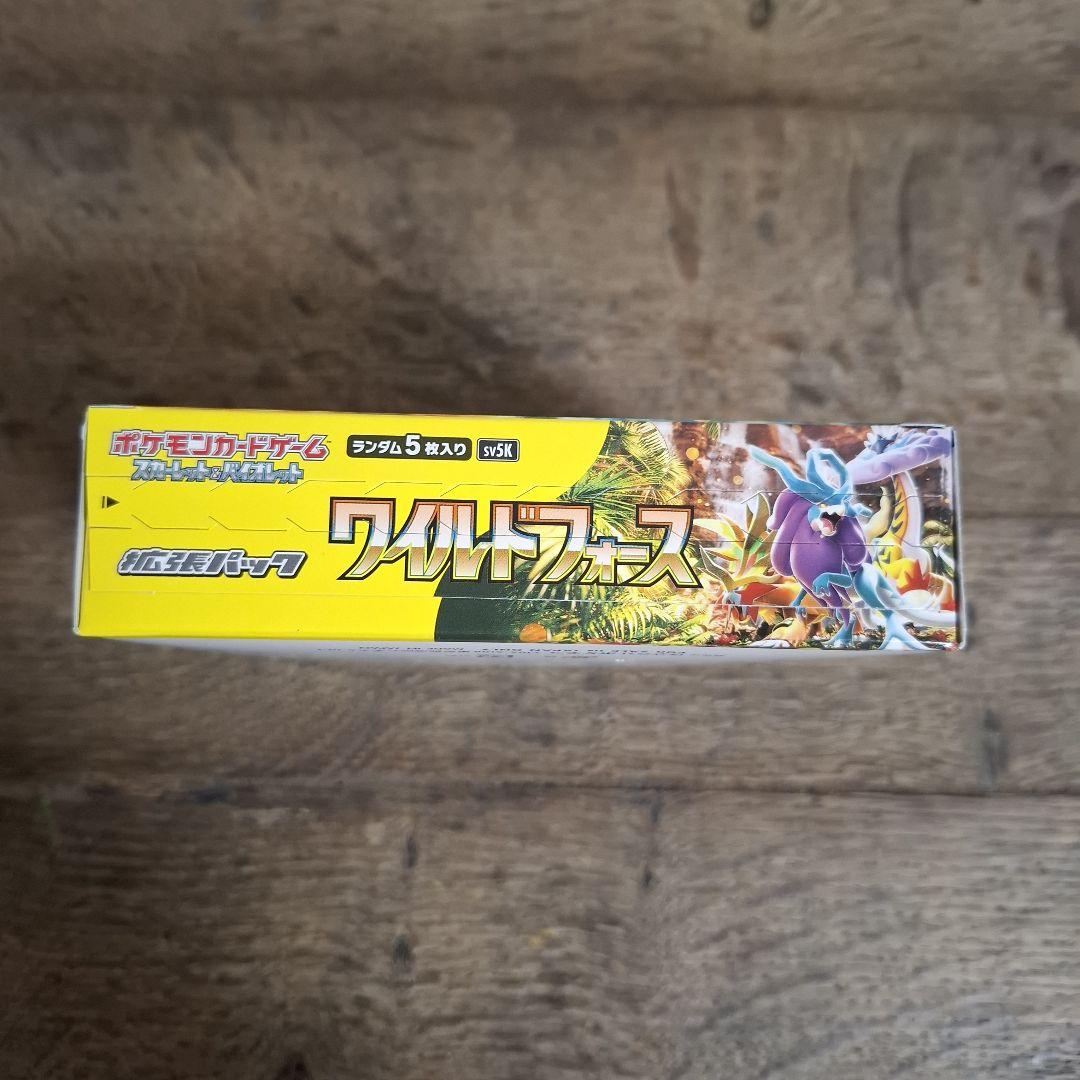 ポケモンカードゲーム
スカーレット&バイオレット
ランダム5枚入り
sv5K
拡張パック
ワイルドフォース